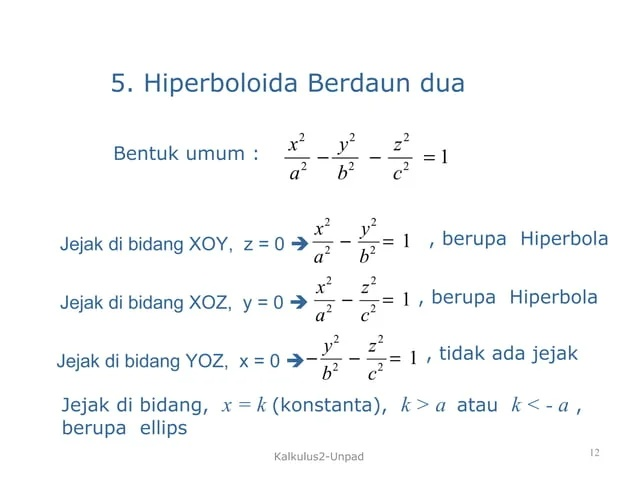 5. Hiperboloida Berdaun dua
Bentuk umum : x²/a² − y²/b² − z²/c² = 1
Jejak di bidang XOY, z = 0 ➔ x²/a² − y²/b² = 1 , berupa Hiperbola
Jejak di bidang XOZ, y = 0 ➔ x²/a² − z²/c² = 1 , berupa Hiperbola
Jejak di bidang YOZ, x = 0 ➔ − y²/b² − z²/c² = 1 , tidak ada jejak
Jejak di bidang, x = k (konstanta), k > a atau k < - a ,
berupa ellips
Kalkulus2-Unpad
12